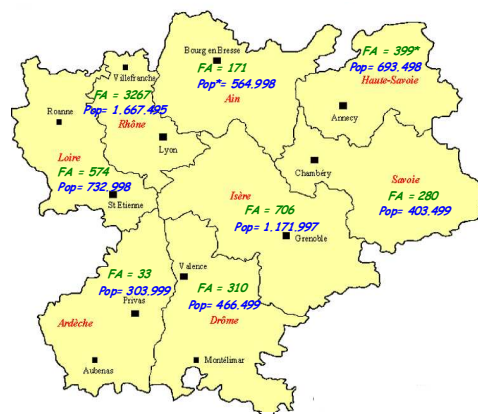 Bourg en Bresse
FA = 171
Pop*= 564.998
Ain
Villefranche
FA = 3267
Pop= 1.667.495
Rhône
Lyon
FA = 399*
Pop= 693.498
Haute-Savoie
Annecy
Roanne
Loire
FA = 574
Pop= 732.998
St Etienne
Chambéry
Savoie
FA = 280
Pop= 403.499
Isère
FA = 706
Pop= 1.171.997
Grenoble
FA = 33
Pop= 303.999
Privas
Ardèche
Aubenas
Valence
FA = 310
Pop= 466.499
Drôme
Montélimar